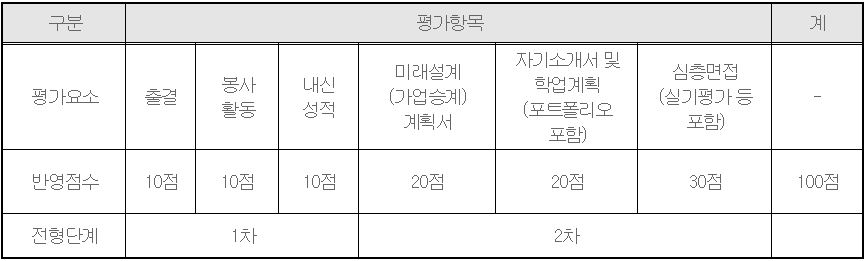 구분 평가항목 계
평가요소 출결 봉사 활동 내신 성적 미래설계 (가업승계) 계획서 자기소개서 및 학업계획 (포트폴리오 포함) 심층면접 (실기평가 등 포함) -
반영점수 10점 10점 10점 20점 20점 30점 100점
전형단계 1차 2차